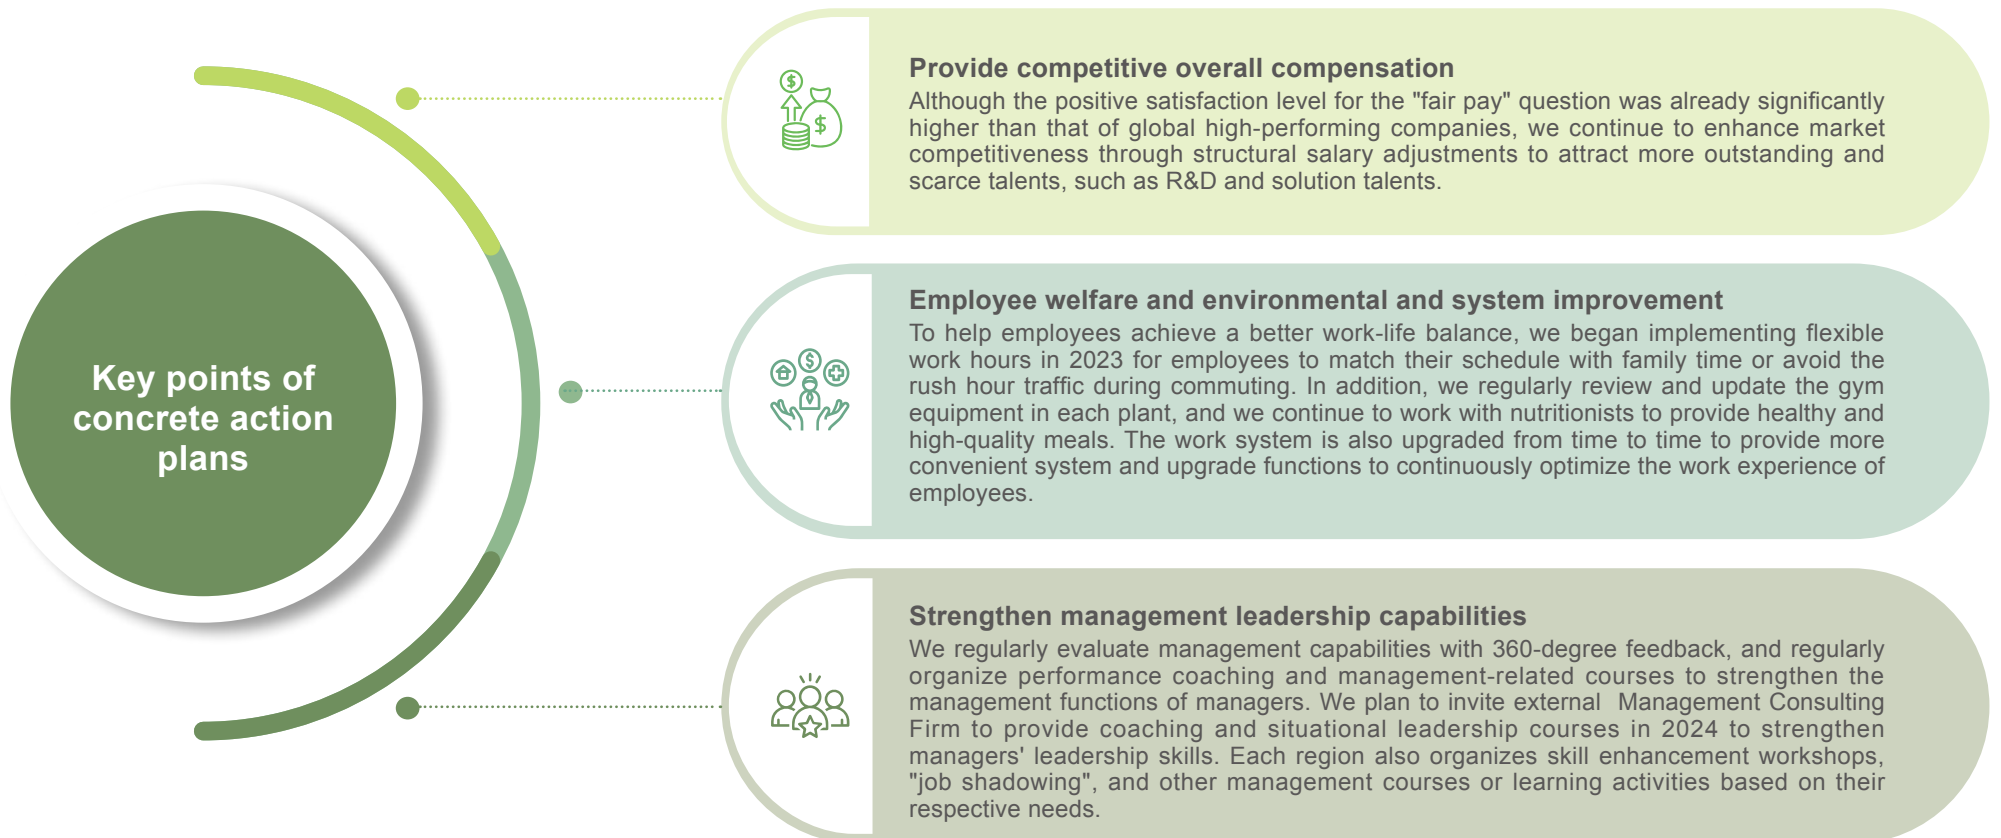 Key points of
concrete action
plans
Provide competitive overall compensation
Although the positive satisfaction level for the "fair pay" question was already significantly
higher than that of global high-performing companies, we continue to enhance market
competitiveness through structural salary adjustments to attract more outstanding and
scarce talents, such as R&D and solution talents.
Employee welfare and environmental and system improvement
To help employees achieve a better work-life balance, we began implementing flexible
work hours in 2023 for employees to match their schedule with family time or avoid the
rush hour traffic during commuting. In addition, we regularly review and update the gym
equipment in each plant, and we continue to work with nutritionists to provide healthy and
high-quality meals. The work system is also upgraded from time to time to provide more
convenient system and upgrade functions to continuously optimize the work experience of
employees.
Strengthen management leadership capabilities
We regularly evaluate management capabilities with 360-degree feedback, and regularly
organize performance coaching and management-related courses to strengthen the
management functions of managers. We plan to invite external  Management Consulting
Firm to provide coaching and situational leadership courses in 2024 to strengthen
managers' leadership skills. Each region also organizes skill enhancement workshops,
"job shadowing", and other management courses or learning activities based on their
respective needs.